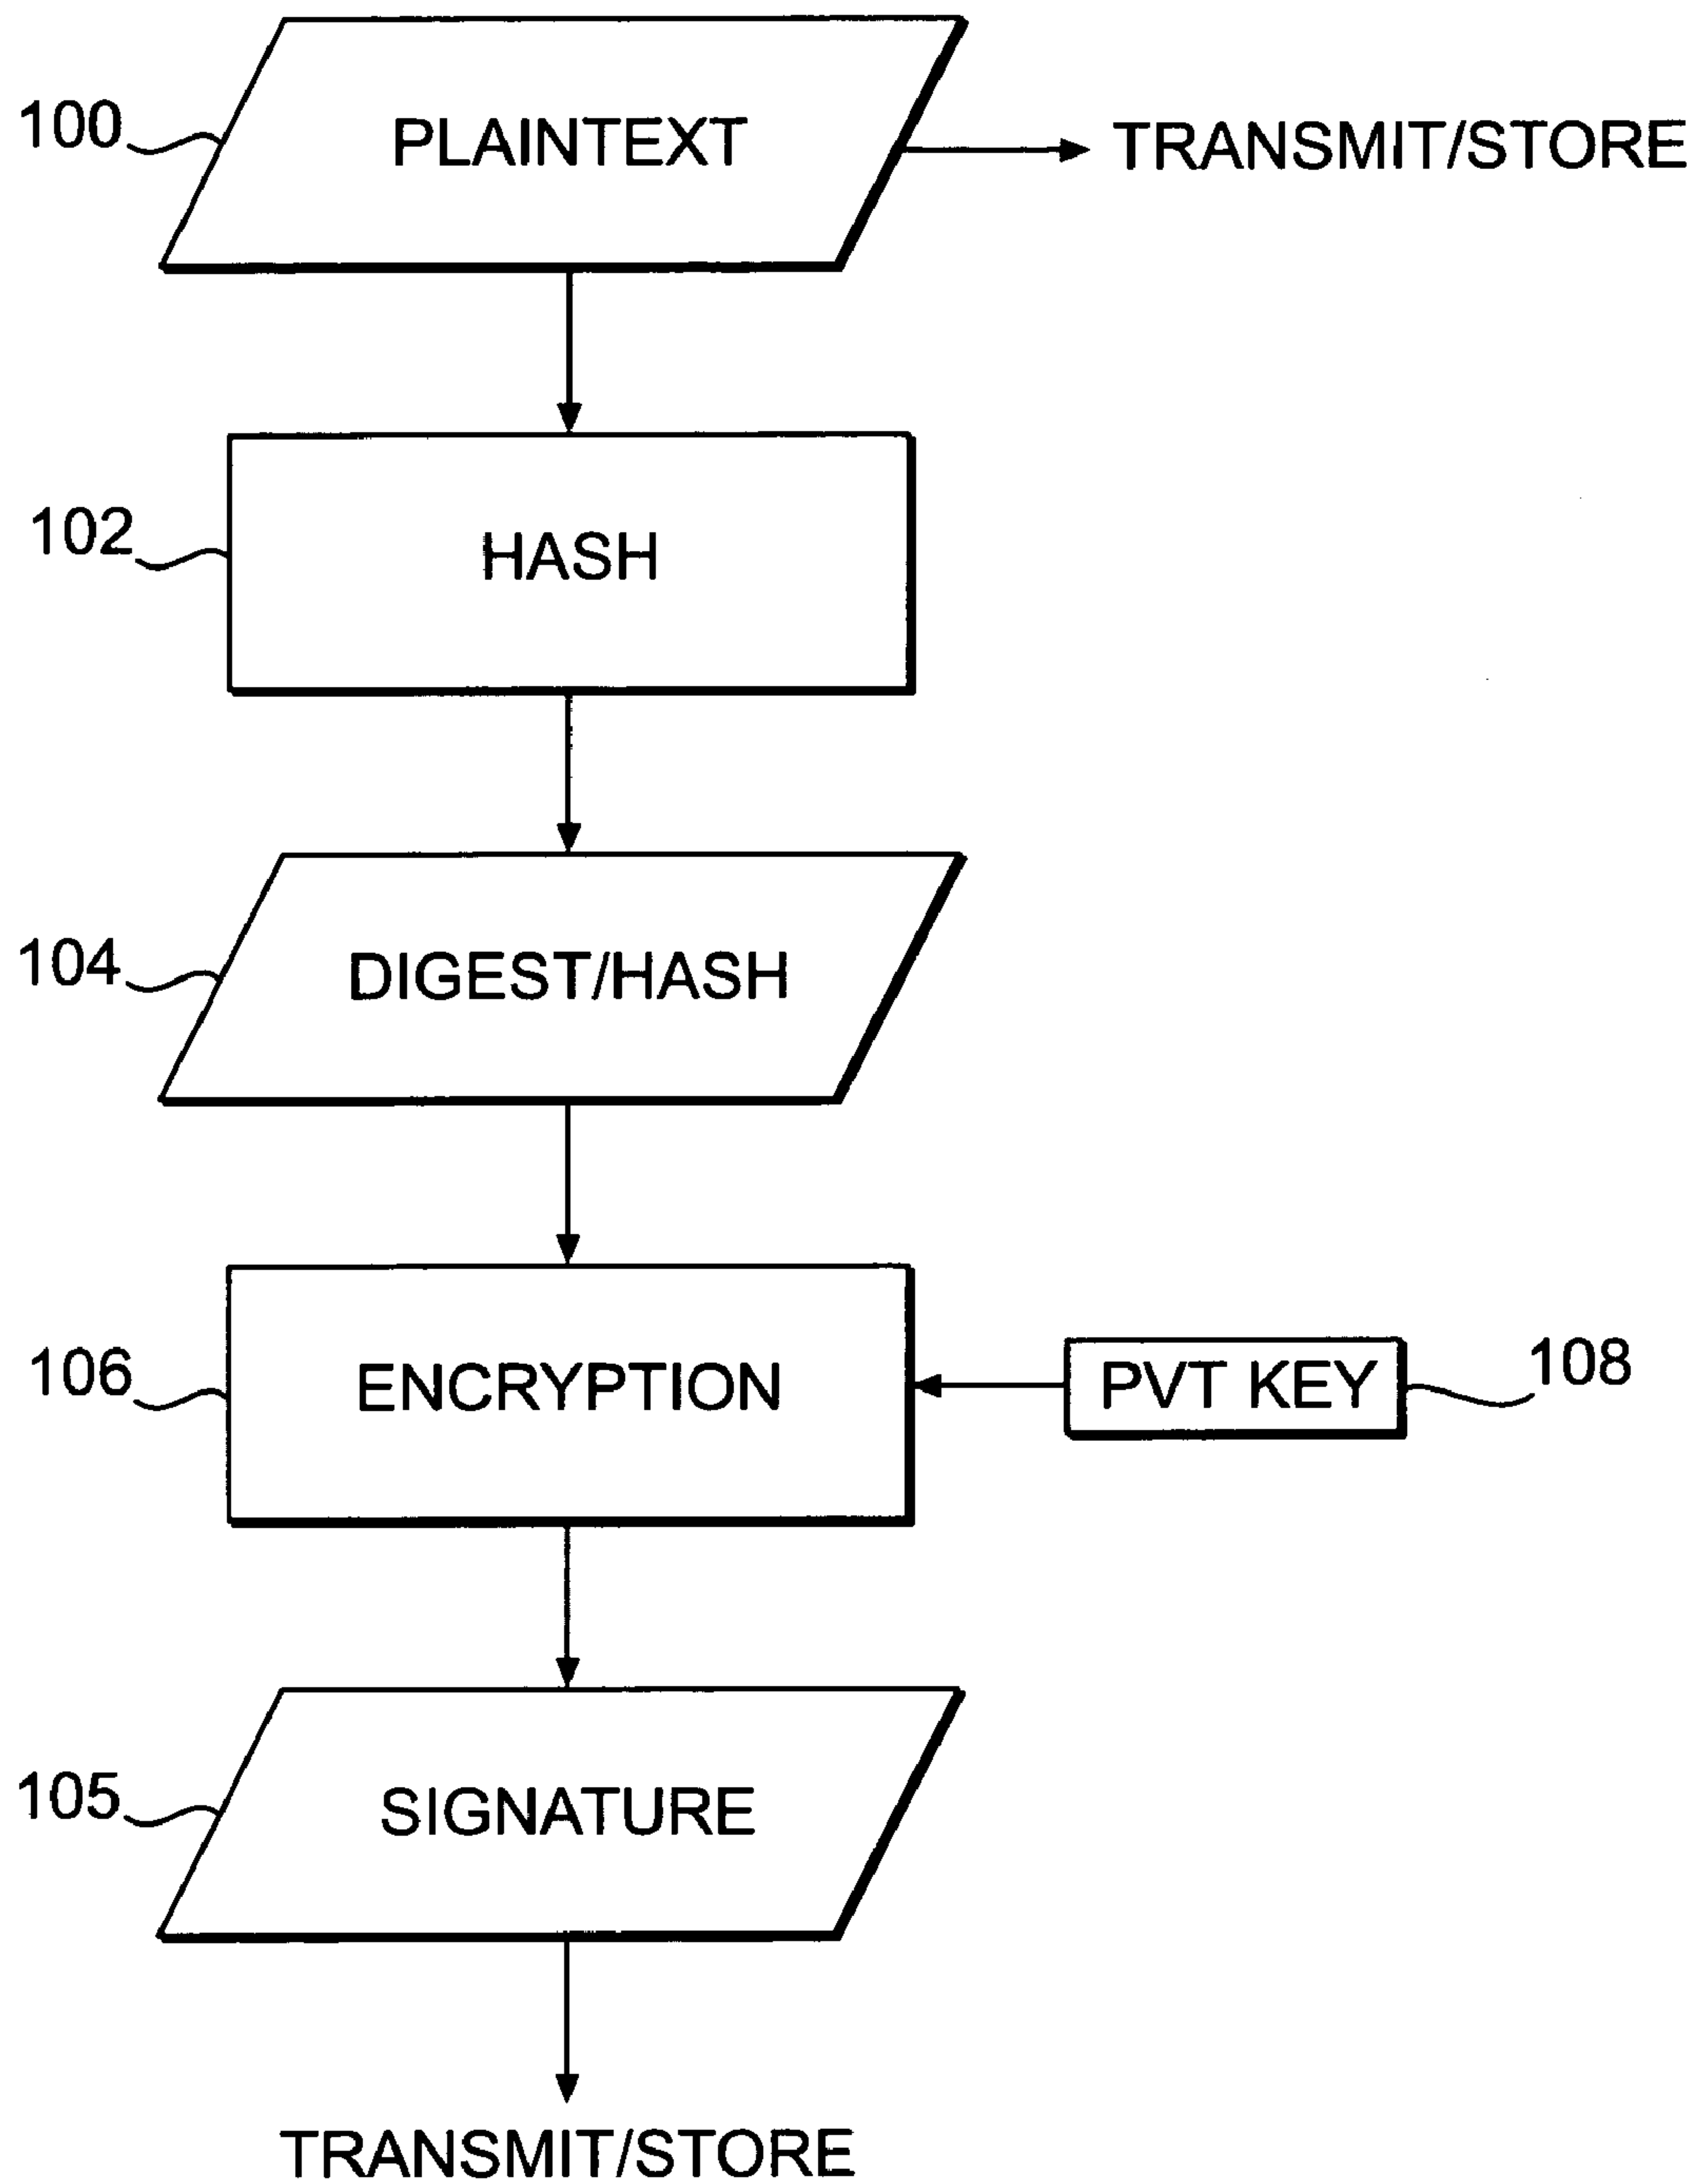 100
PLAINTEXT
TRANSMIT/STORE
102
HASH
104
DIGEST/HASH
106
ENCRYPTION
PVT KEY
108
105
SIGNATURE
TRANSMIT/STORE